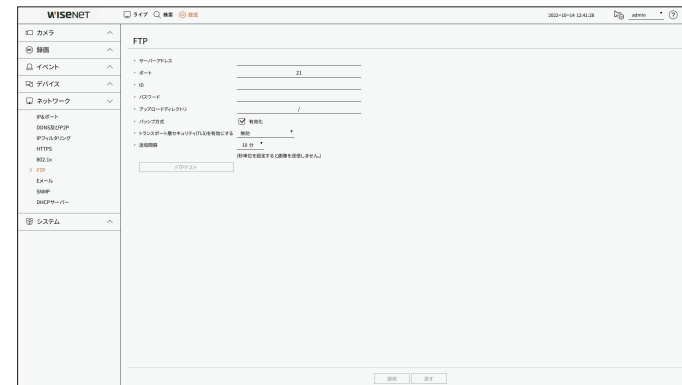 WISENET
ライブ 検索 設定 2022-10-14 12:41:28 admin ?
カメラ
録画
イベント
デバイス
ネットワーク
IP&ポート
DDNS及びP2P
IPフィルタリング
HTTPS
802.1x
> FTP
Eメール
SNMP
DHCPサーバー
システム
FTP
サーバーアドレス
ポート 21
ID
パスワード
アップロードディレクトリ /
パッシブ方式 有効化
トランスポート層セキュリティ(TLS)を有効にする 無効
送信間隔 10 分
(秒単位を設定すると画像を送信しません。)
FTPテスト
適用 戻す